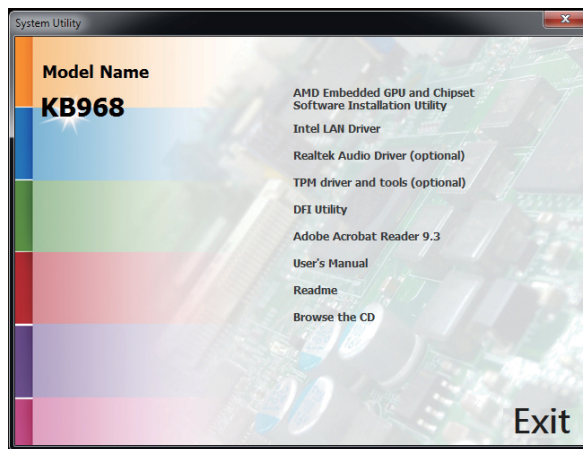 System Utility
Model Name
KB968
AMD Embedded GPU and Chipset
Software Installation Utility
Intel LAN Driver
Realtek Audio Driver (optional)
TPM driver and tools (optional)
DFI Utility
Adobe Acrobat Reader 9.3
User's Manual
Readme
Browse the CD
Exit